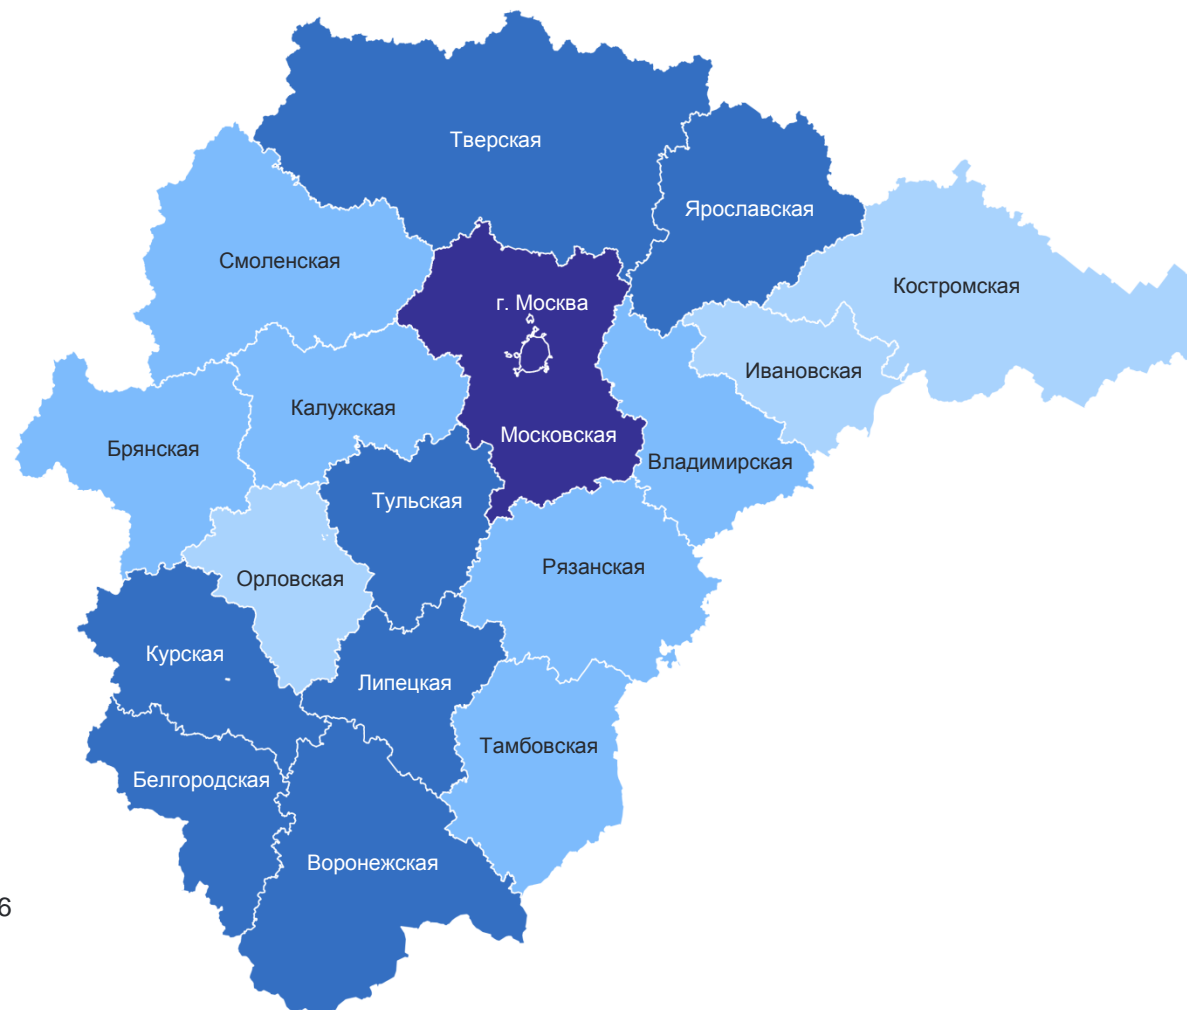 Тверская
Ярославская
Смоленская
Костромская
г. Москва
Ивановская
Калужская
Московская
Брянская
Владимирская
Тульская
Рязанская
Орловская
Курская
Липецкая
Тамбовская
Белгородская
Воронежская
6